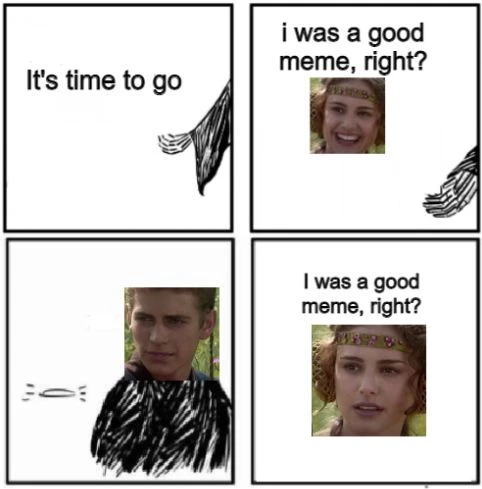 It's time to go
i was a good
meme, right?
I was a good
meme, right?